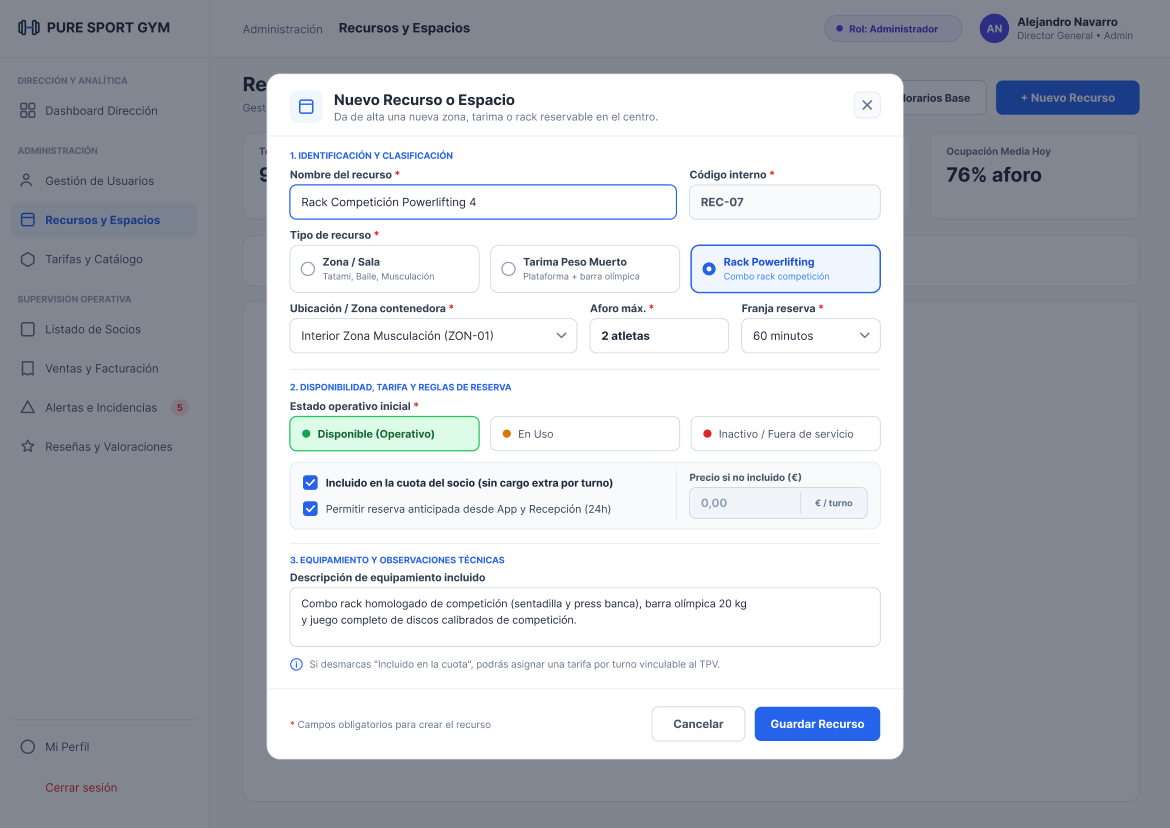 PURE SPORT GYM
Administración Recursos y Espacios
Rol: Administrador
AN
Alejandro Navarro
Director General • Admin
DIRECCIÓN Y ANALÍTICA
Dashboard Dirección
ADMINISTRACIÓN
Gestión de Usuarios
Recursos y Espacios
Tarifas y Catálogo
SUPERVISIÓN OPERATIVA
Listado de Socios
Ventas y Facturación
Alertas e Incidencias 5
Reseñas y Valoraciones
Mi Perfil
Cerrar sesión
Base
+ Nuevo Recurso
Ocupación Media Hoy
76% aforo
Nuevo Recurso o Espacio
Da de alta una nueva zona, tarima o rack reservable en el centro.
1. IDENTIFICACIÓN Y CLASIFICACIÓN
Nombre del recurso * Código interno *
Rack Competición Powerlifting 4 REC-07
Tipo de recurso *
Zona / Sala
Tatami, Baile, Musculación
Tarima Peso Muerto
Plataforma + barra olímpica
Rack Powerlifting
Combo rack competición
Ubicación / Zona contenedora * Aforo máx. * Franja reserva *
Interior Zona Musculación (ZON-01) 2 atletas 60 minutos
2. DISPONIBILIDAD, TARIFA Y REGLAS DE RESERVA
Estado operativo inicial *
Disponible (Operativo) En Uso Inactivo / Fuera de servicio
Incluido en la cuota del socio (sin cargo extra por turno)
Permitir reserva anticipada desde App y Recepción (24h)
Precio si no incluido (€)
0,00 € / turno
3. EQUIPAMIENTO Y OBSERVACIONES TÉCNICAS
Descripción de equipamiento incluido
Combo rack homologado de competición (sentadilla y press banca), barra olímpica 20 kg
y juego completo de discos calibrados de competición.
Si desmarcas "Incluido en la cuota", podrás asignar una tarifa por turno vinculable al TPV.
* Campos obligatorios para crear el recurso
Cancelar
Guardar Recurso